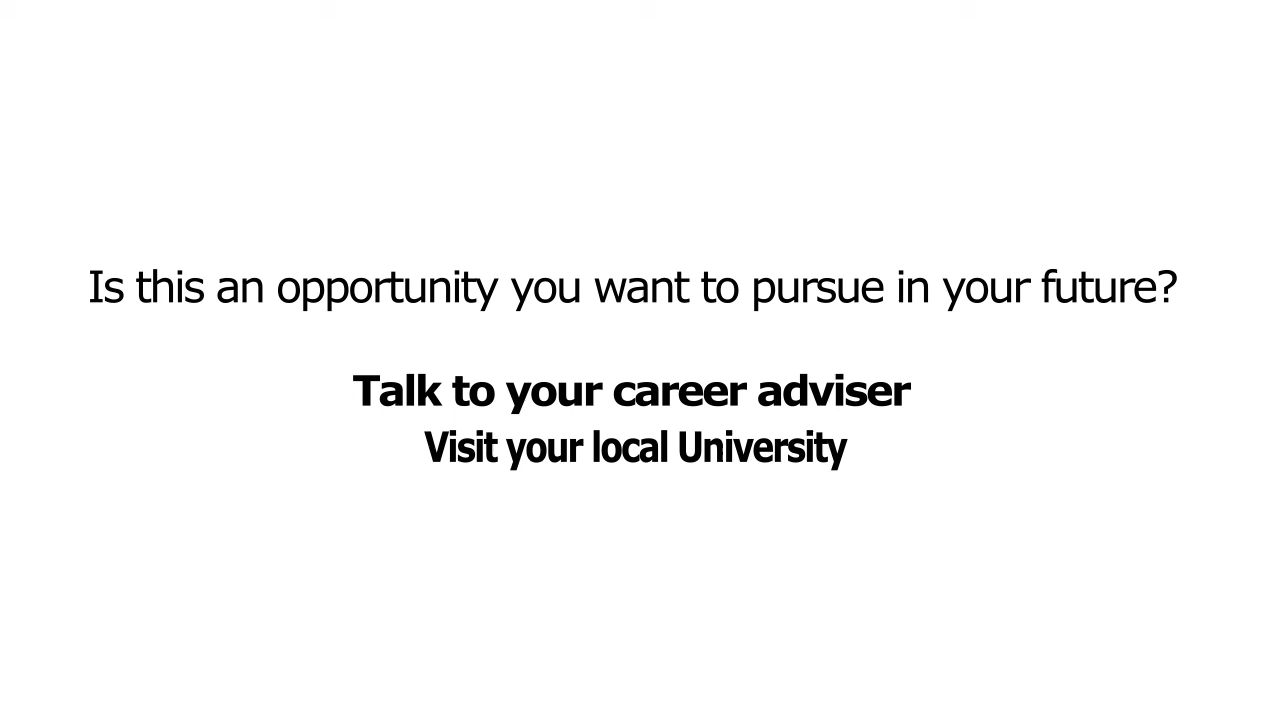 Is this an opportunity you want to pursue in your future?
Talk to your career adviser
Visit your local University